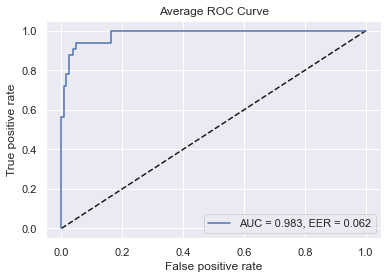 Average ROC Curve
True positive rate
1.0
0.8
0.6
0.4
0.2
0.0
AUC = 0.983, EER = 0.062
0.0 0.2 0.4 0.6 0.8 1.0
False positive rate